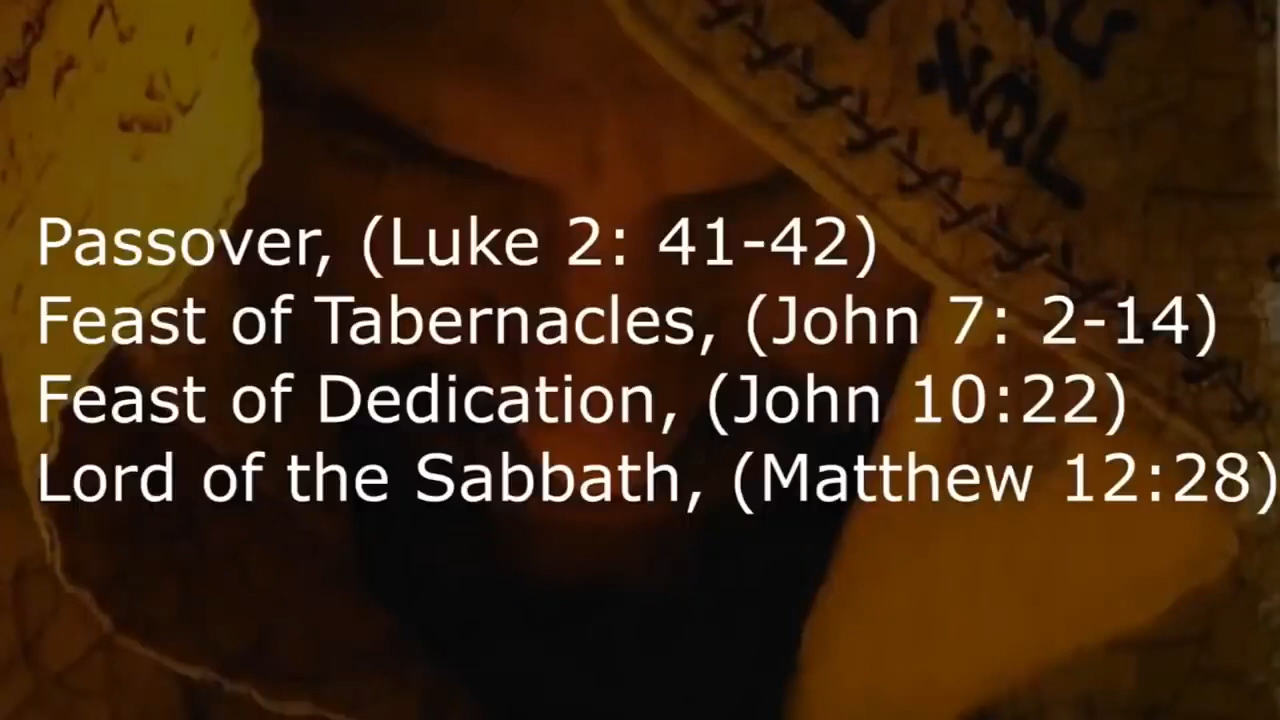 Passover, (Luke 2: 41-42)
Feast of Tabernacles, (John 7: 2-14)
Feast of Dedication, (John 10:22)
Lord of the Sabbath, (Matthew 12:28)